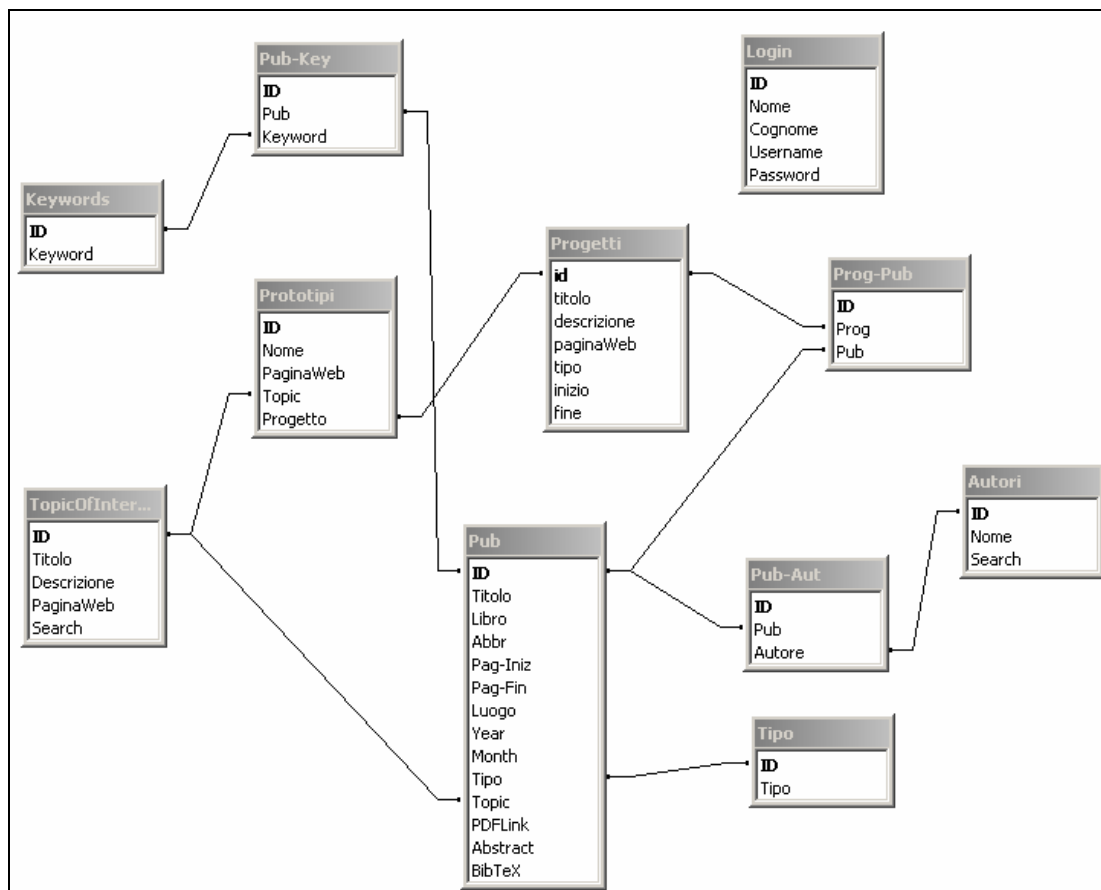 Pub-Key
ID
Pub
Keyword
Login
ID
Nome
Cognome
Username
Password
Keywords
ID
Keyword
Prototipi
ID
Nome
PaginaWeb
Topic
Progetto
Progetti
id
titolo
descrizione
paginaWeb
tipo
inizio
fine
Prog-Pub
ID
Prog
Pub
TopicOfInter...
ID
Titolo
Descrizione
PaginaWeb
Search
Pub
ID
Titolo
Libro
Abbr
Pag-Iniz
Pag-Fin
Luogo
Year
Month
Tipo
Topic
PDFLink
Abstract
BibTeX
Pub-Aut
ID
Pub
Autore
Autori
ID
Nome
Search
Tipo
ID
Tipo